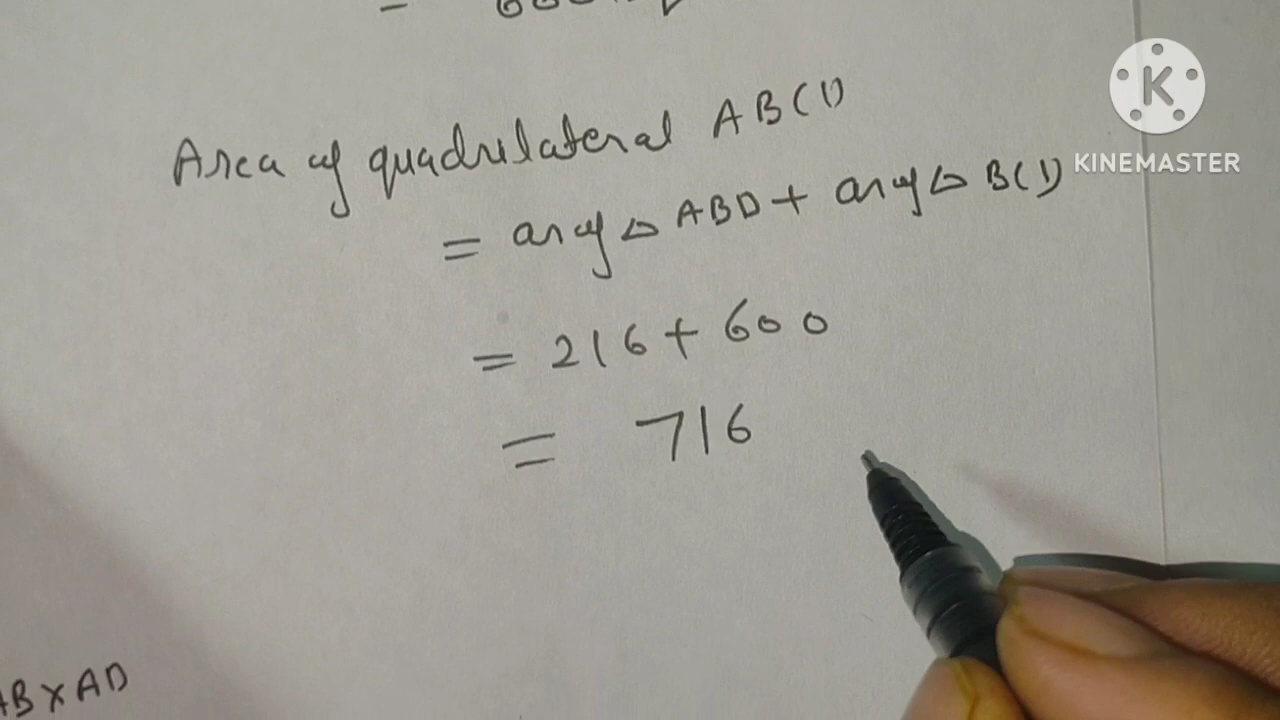 Area of quadrilateral ABCD
= ar of △ ABD + ar of △ BCD
= 216 + 600
= 716
AB × AD
K
KINEMASTER